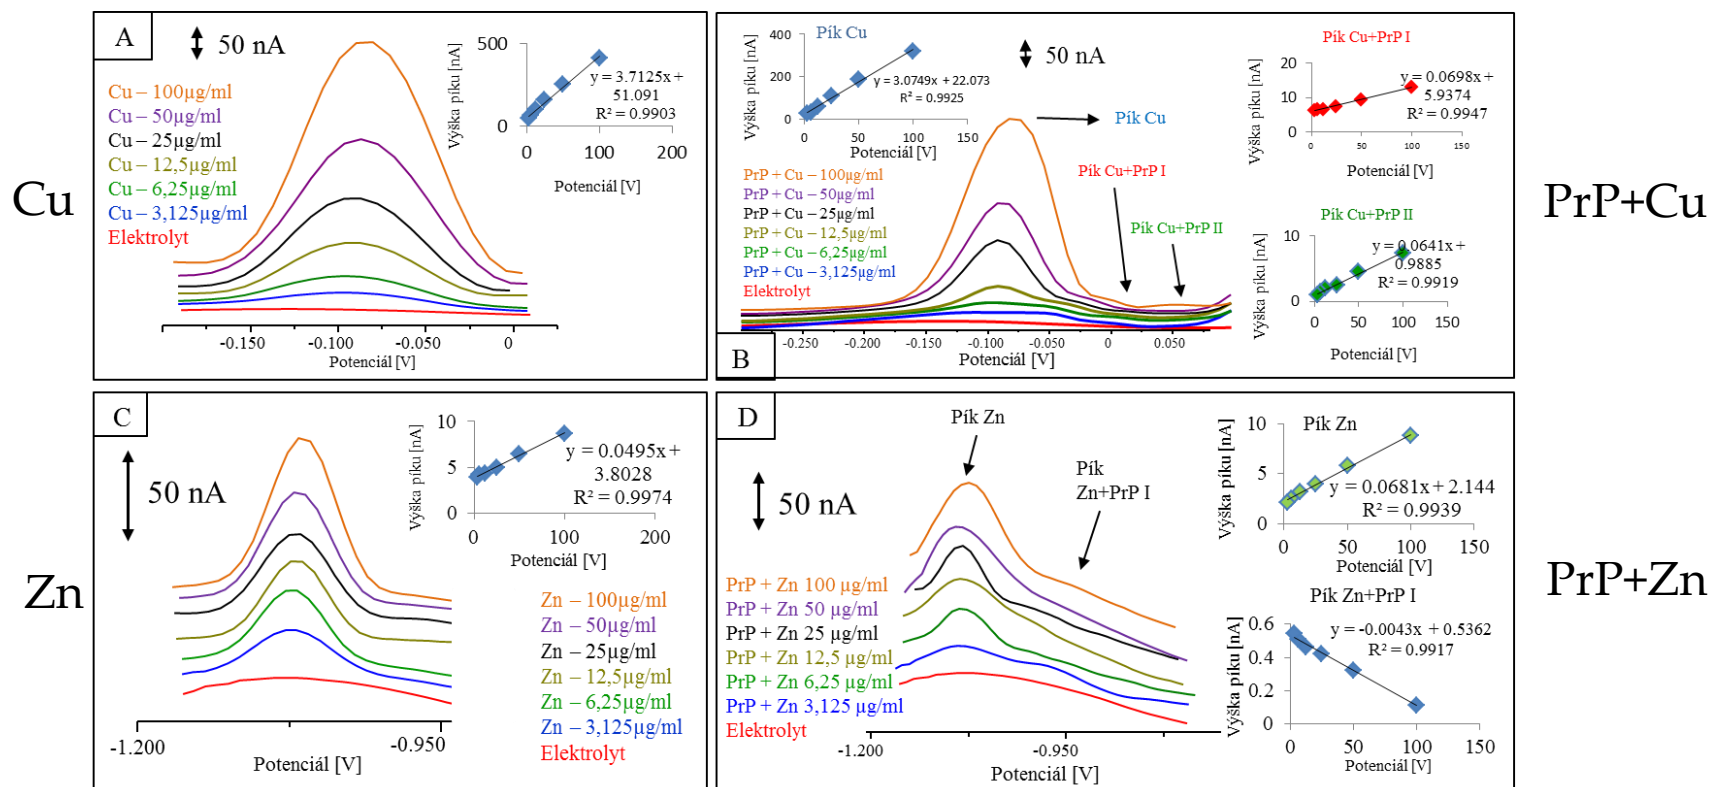 Cu
A
50 nA
Cu – 100µg/ml
Cu – 50µg/ml
Cu – 25µg/ml
Cu – 12,5µg/ml
Cu – 6,25µg/ml
Cu – 3,125µg/ml
Elektrolyt
-0.150
-0.100
-0.050
0
Potenciál [V]
Výška píku [nA]
500
0
0
100
200
y = 3.7125x +
51.091
R² = 0.9903
Potenciál [V]
PrP+Cu
B
Výška píku [nA]
400
200
0
0
50
100
150
Pík Cu
y = 3.0749x + 22.073
R² = 0.9925
Potenciál [V]
50 nA
Pík Cu
Pík Cu+PrP I
Pík Cu+PrP II
PrP + Cu – 100µg/ml
PrP + Cu – 50µg/ml
PrP + Cu – 25µg/ml
PrP + Cu – 12,5µg/ml
PrP + Cu – 6,25µg/ml
PrP + Cu – 3,125µg/ml
Elektrolyt
-0.250
-0.200
-0.150
-0.100
-0.050
0
0.050
Potenciál [V]
Pík Cu+PrP I
Výška píku [nA]
20
10
0
0
50
100
150
y = 0.0698x +
5.9374
R² = 0.9947
Potenciál [V]
Pík Cu+PrP II
Výška píku [nA]
10
5
0
0
50
100
150
y = 0.0641x +
0.9885
R² = 0.9919
Potenciál [V]
Zn
C
50 nA
Výška píku [nA]
10
5
0
0
100
200
y = 0.0495x +
3.8028
R² = 0.9974
Potenciál [V]
Zn – 100µg/ml
Zn – 50µg/ml
Zn – 25µg/ml
Zn – 12,5µg/ml
Zn – 6,25µg/ml
Zn – 3,125µg/ml
Elektrolyt
-1.200
-0.950
Potenciál [V]
PrP+Zn
D
50 nA
Pík Zn
Pík
Zn+PrP I
PrP + Zn 100 µg/ml
PrP + Zn 50 µg/ml
PrP + Zn 25 µg/ml
PrP + Zn 12,5 µg/ml
PrP + Zn 6,25 µg/ml
PrP + Zn 3,125 µg/ml
Elektrolyt
-1.200
-0.950
Potenciál [V]
Výška píku [nA]
10
5
0
0
50
100
150
Pík Zn
y = 0.0681x + 2.144
R² = 0.9939
Potenciál [V]
Pík Zn+PrP I
Výška píku [nA]
0.6
0.4
0.2
0
0
50
100
150
y = -0.0043x + 0.5362
R² = 0.9917
Potenciál [V]